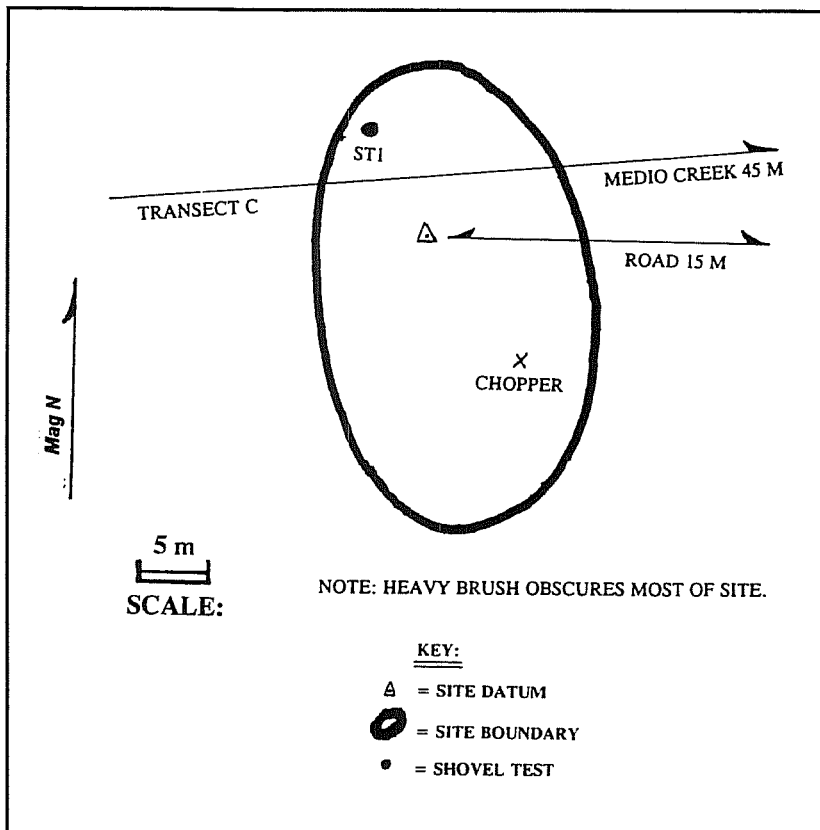 ST1
MEDIO CREEK 45 M
TRANSECT C
ROAD 15 M
CHOPPER
Mag N
5 m
SCALE:
NOTE: HEAVY BRUSH OBSCURES MOST OF SITE.
KEY:
= SITE DATUM
= SITE BOUNDARY
= SHOVEL TEST